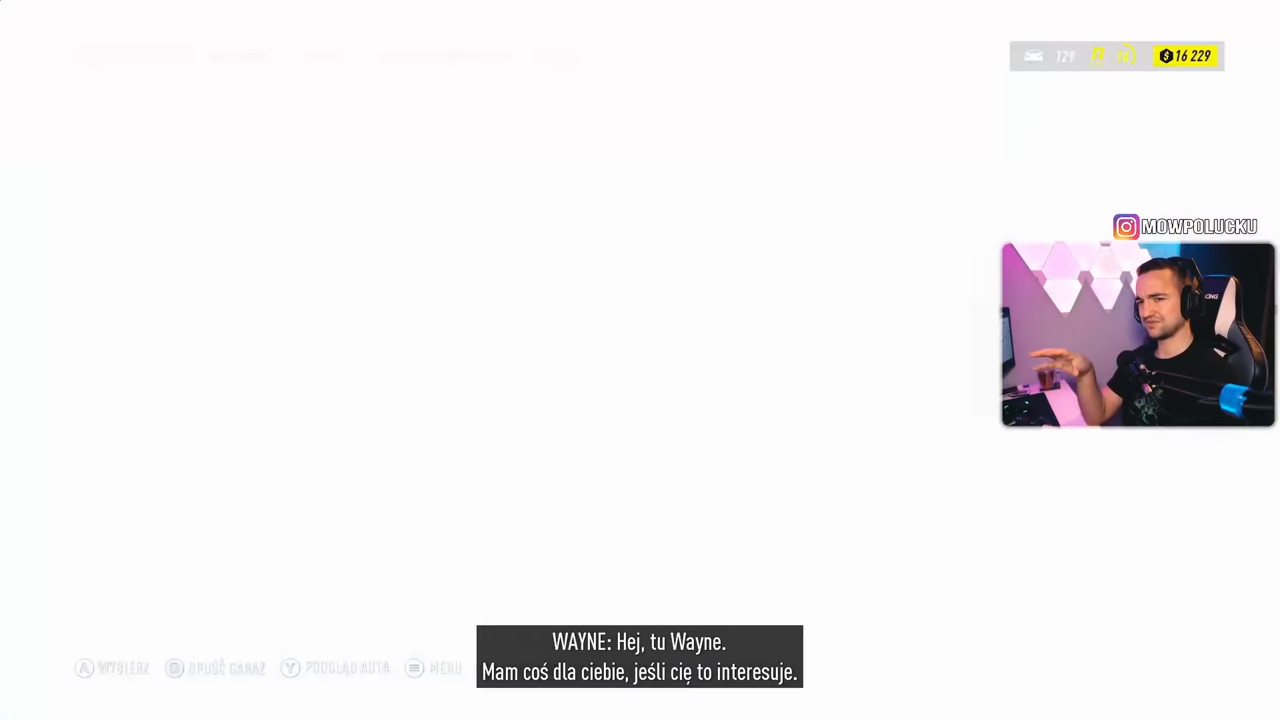 129
16 229
MOWPOLUCKU
WAYNE: Hej, tu Wayne.
Mam coś dla ciebie, jeśli cię to interesuje.
WYBIERZ
OPUŚĆ GARAŻ
PODGLĄD AUTA
MENU